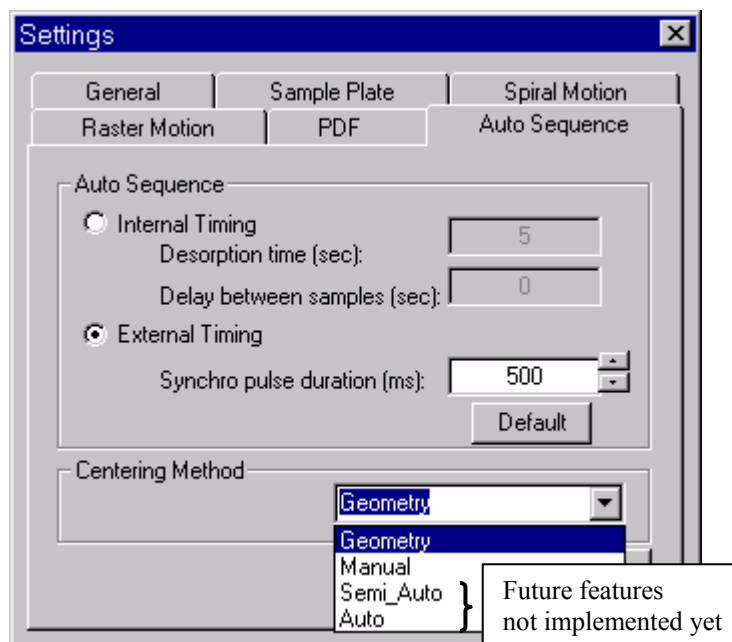 Settings
General Sample Plate Spiral Motion
Raster Motion PDF Auto Sequence
Auto Sequence
Internal Timing
Desorption time (sec): 5
Delay between samples (sec): 0
External Timing
Synchro pulse duration (ms): 500
Default
Centering Method
Geometry
Geometry
Manual
Semi_Auto
Auto
Future features
not implemented yet